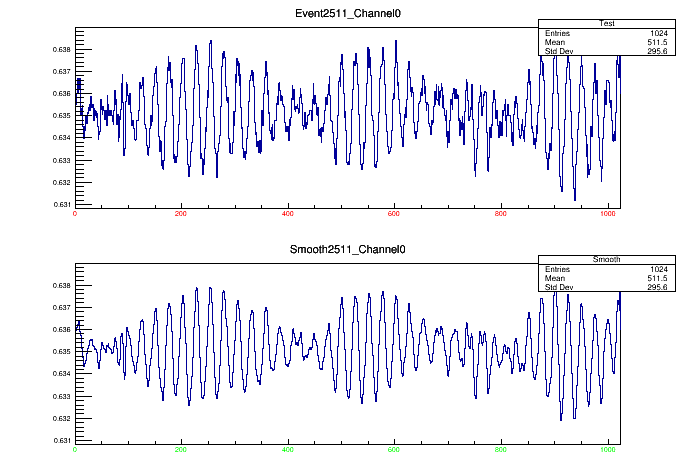 Event2511_Channel0
Test
Entries 1024
Mean 511.5
Std Dev 295.6
0.638
0.637
0.636
0.635
0.634
0.633
0.632
0.631
0 200 400 600 800 1000
Smooth2511_Channel0
Smooth
Entries 1024
Mean 511.5
Std Dev 295.6
0.638
0.637
0.636
0.635
0.634
0.633
0.632
0.631
0 200 400 600 800 1000